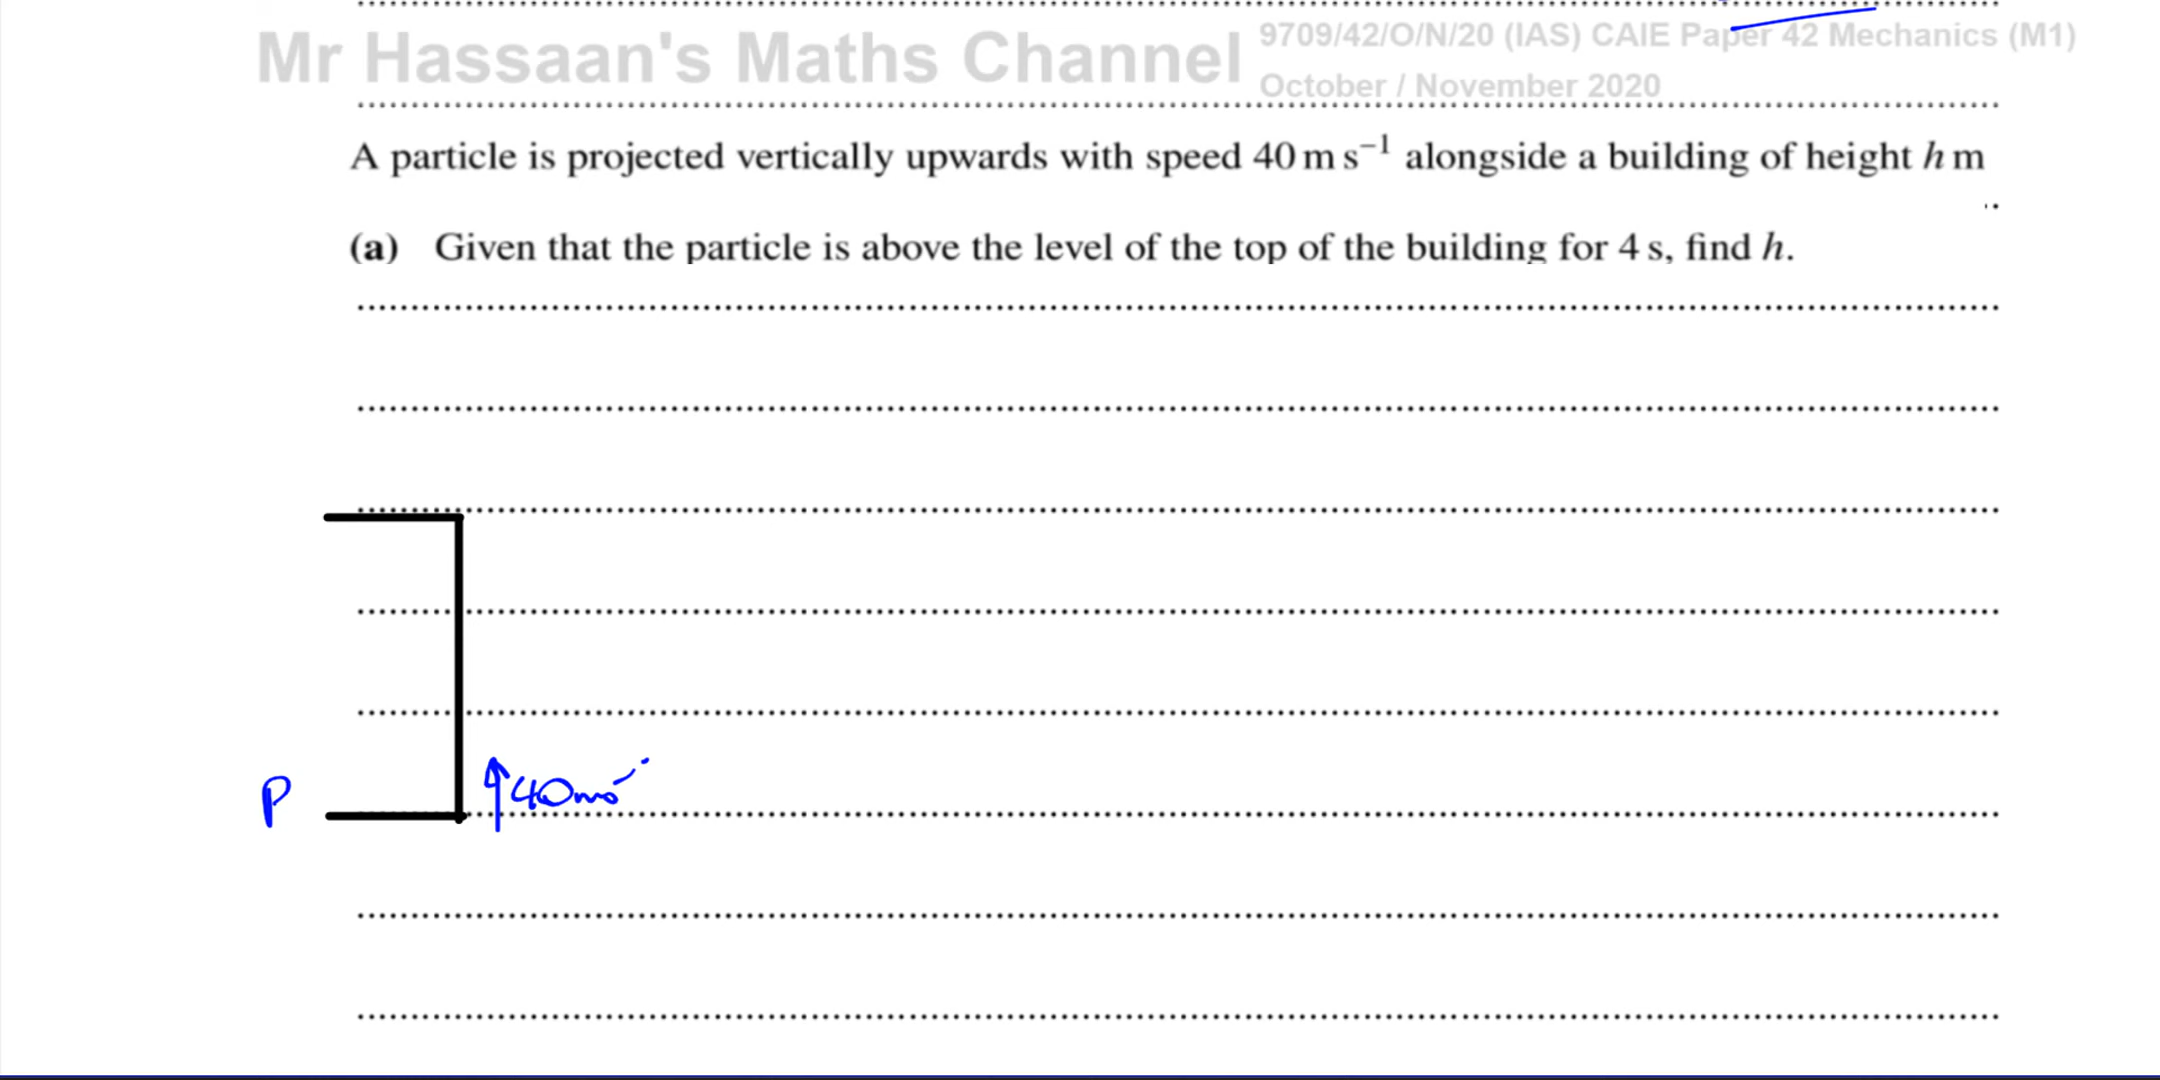 Mr Hassaan's Maths Channel
9709/42/O/N/20 (IAS) CAIE Paper 42 Mechanics (M1)
October / November 2020
A particle is projected vertically upwards with speed 40 m s⁻¹ alongside a building of height h m
(a) Given that the particle is above the level of the top of the building for 4 s, find h.
P
40ms⁻